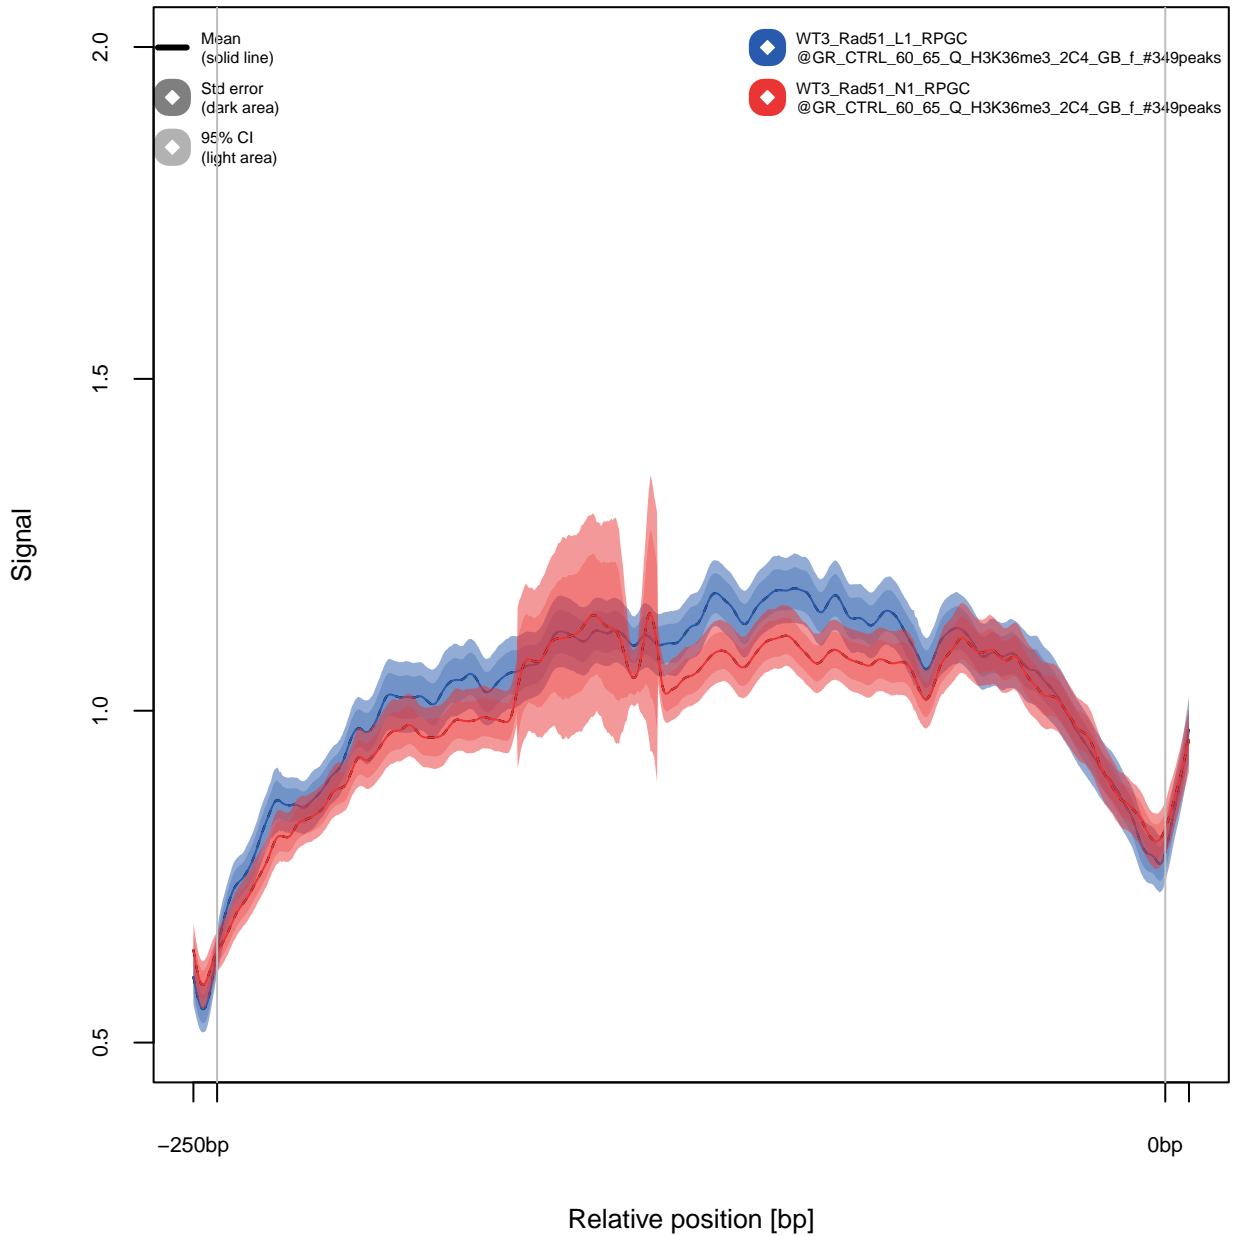 Mean
(solid line)
Std error
(dark area)
95% CI
(light area)
WT3_Rad51_L1_RPGC
@GR_CTRL_60_65_Q_H3K36me3_2C4_GB_f_#349peaks
WT3_Rad51_N1_RPGC
@GR_CTRL_60_65_Q_H3K36me3_2C4_GB_f_#349peaks
2.0
1.5
1.0
0.5
Signal
−250bp
0bp
Relative position [bp]